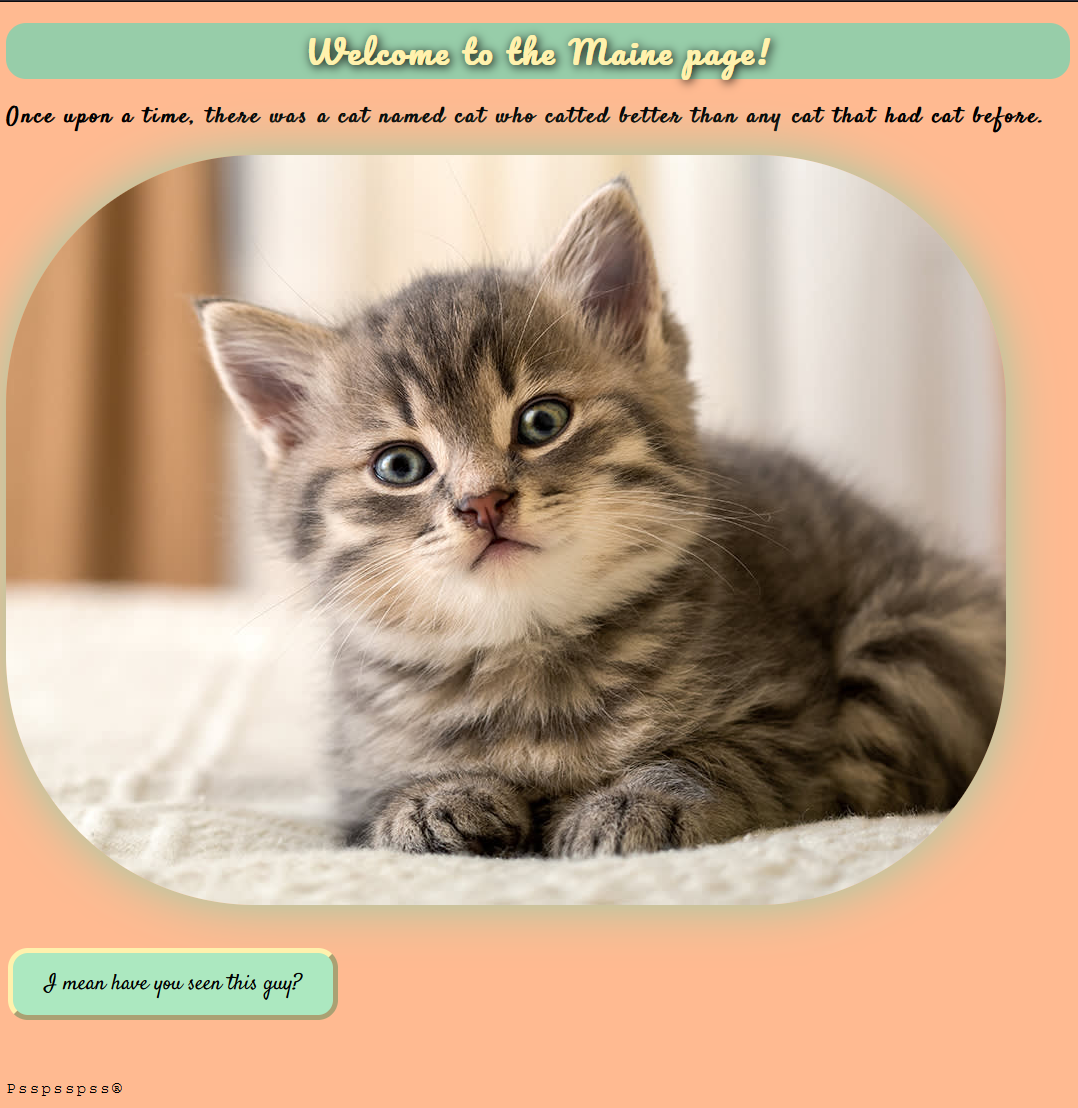 Welcome to the Maine page!
Once upon a time, there was a cat named cat who catted better than any cat that had cat before.
I mean have you seen this guy?
Psspsspss®